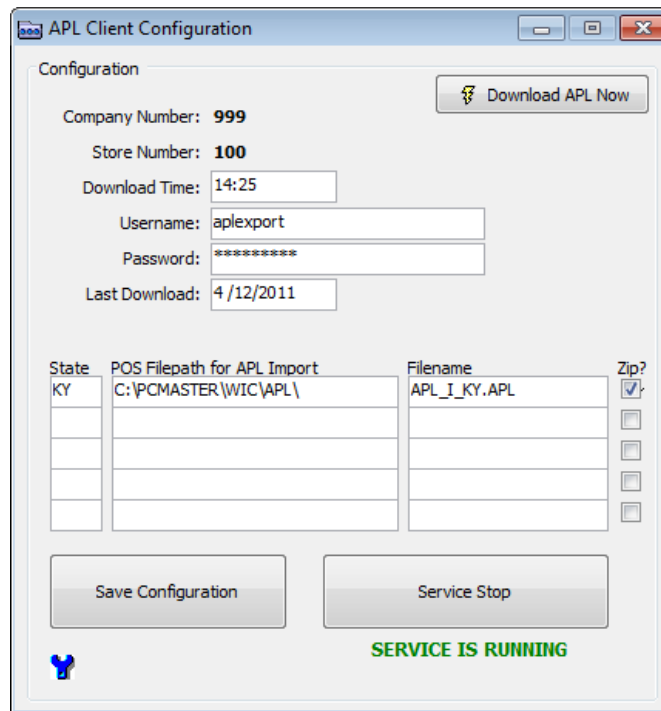 APL Client Configuration
Configuration
Download APL Now
Company Number: 999
Store Number: 100
Download Time: 14:25
Username: aplexport
Password: *********
Last Download: 4 /12/2011
State POS Filepath for APL Import Filename Zip?
KY C:\PCMASTER\WIC\APL\ APL_I_KY.APL
Save Configuration Service Stop
SERVICE IS RUNNING